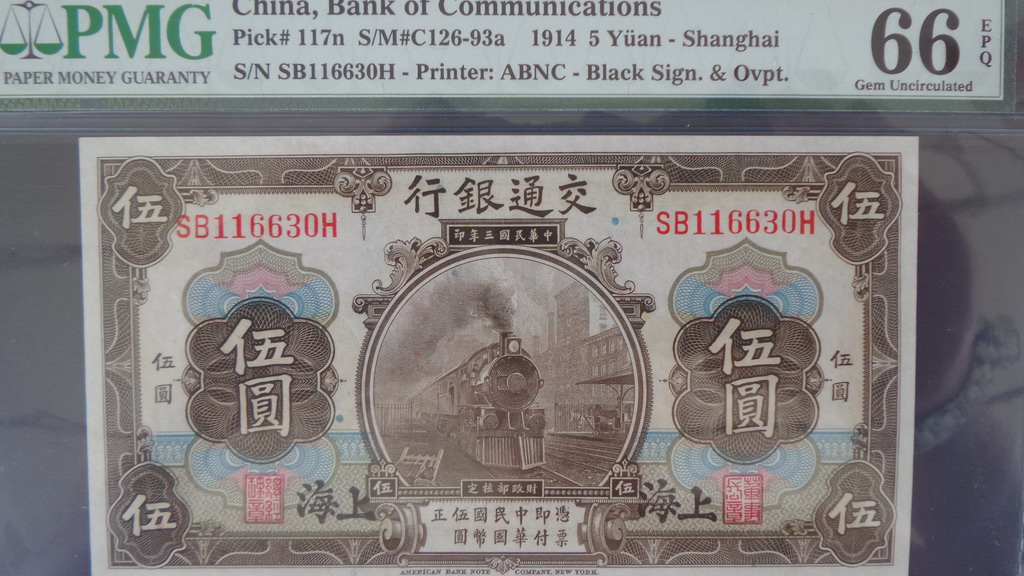 China, Bank of Communications
PMG
PAPER MONEY GUARANTY
Pick# 117n S/M#C126-93a 1914 5 Yüan - Shanghai
S/N SB116630H - Printer: ABNC - Black Sign. & Ovpt.
66
EPQ
Gem Uncirculated
行銀通交
伍
伍
SB116630H
SB116630H
印年三國民華中
伍圓
伍圓
伍圓
伍圓
伍
定核部政財
伍
海上
海上
伍
伍
正伍國民中即憑
圓幣國華付票
AMERICAN BANK NOTE COMPANY, NEW YORK.